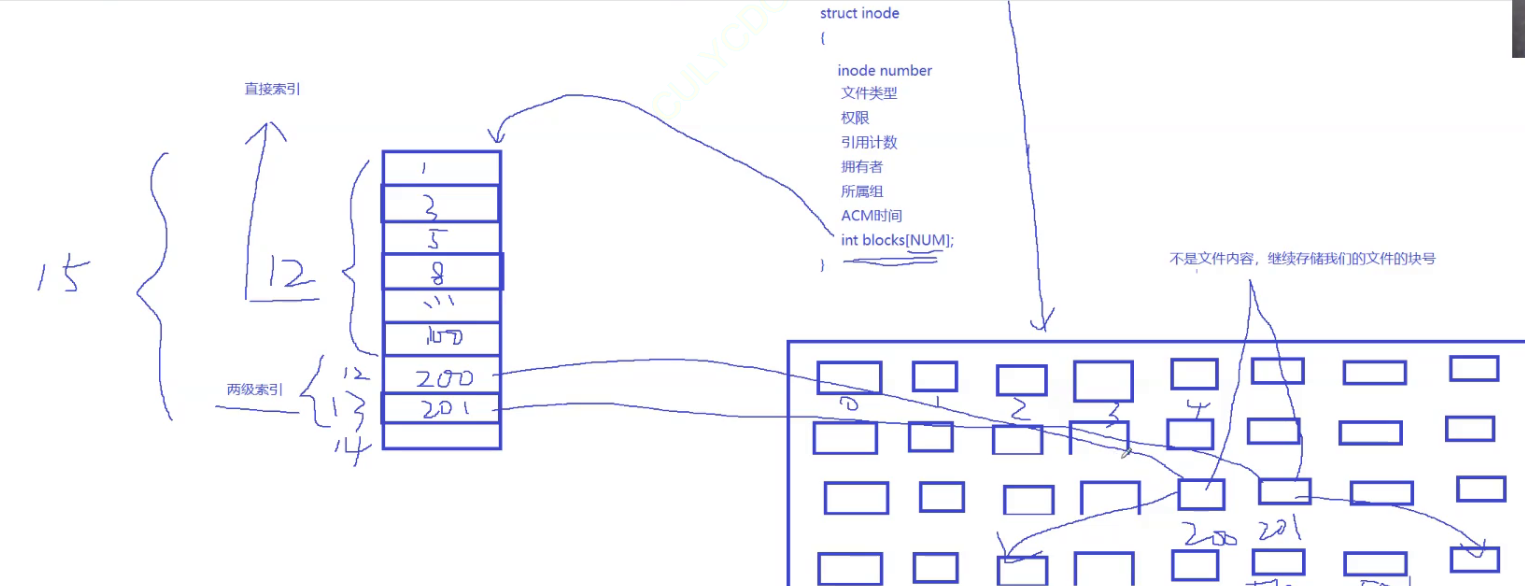 struct inode
{
inode number
文件类型
权限
引用计数
拥有者
所属组
ACM时间
int blocks[NUM];
}
直接索引
15
12
1
3
5
8
100
两级索引
12
200
13
201
14
不是文件内容，继续存储我们的文件的块号
0
1
2
3
4
200
201